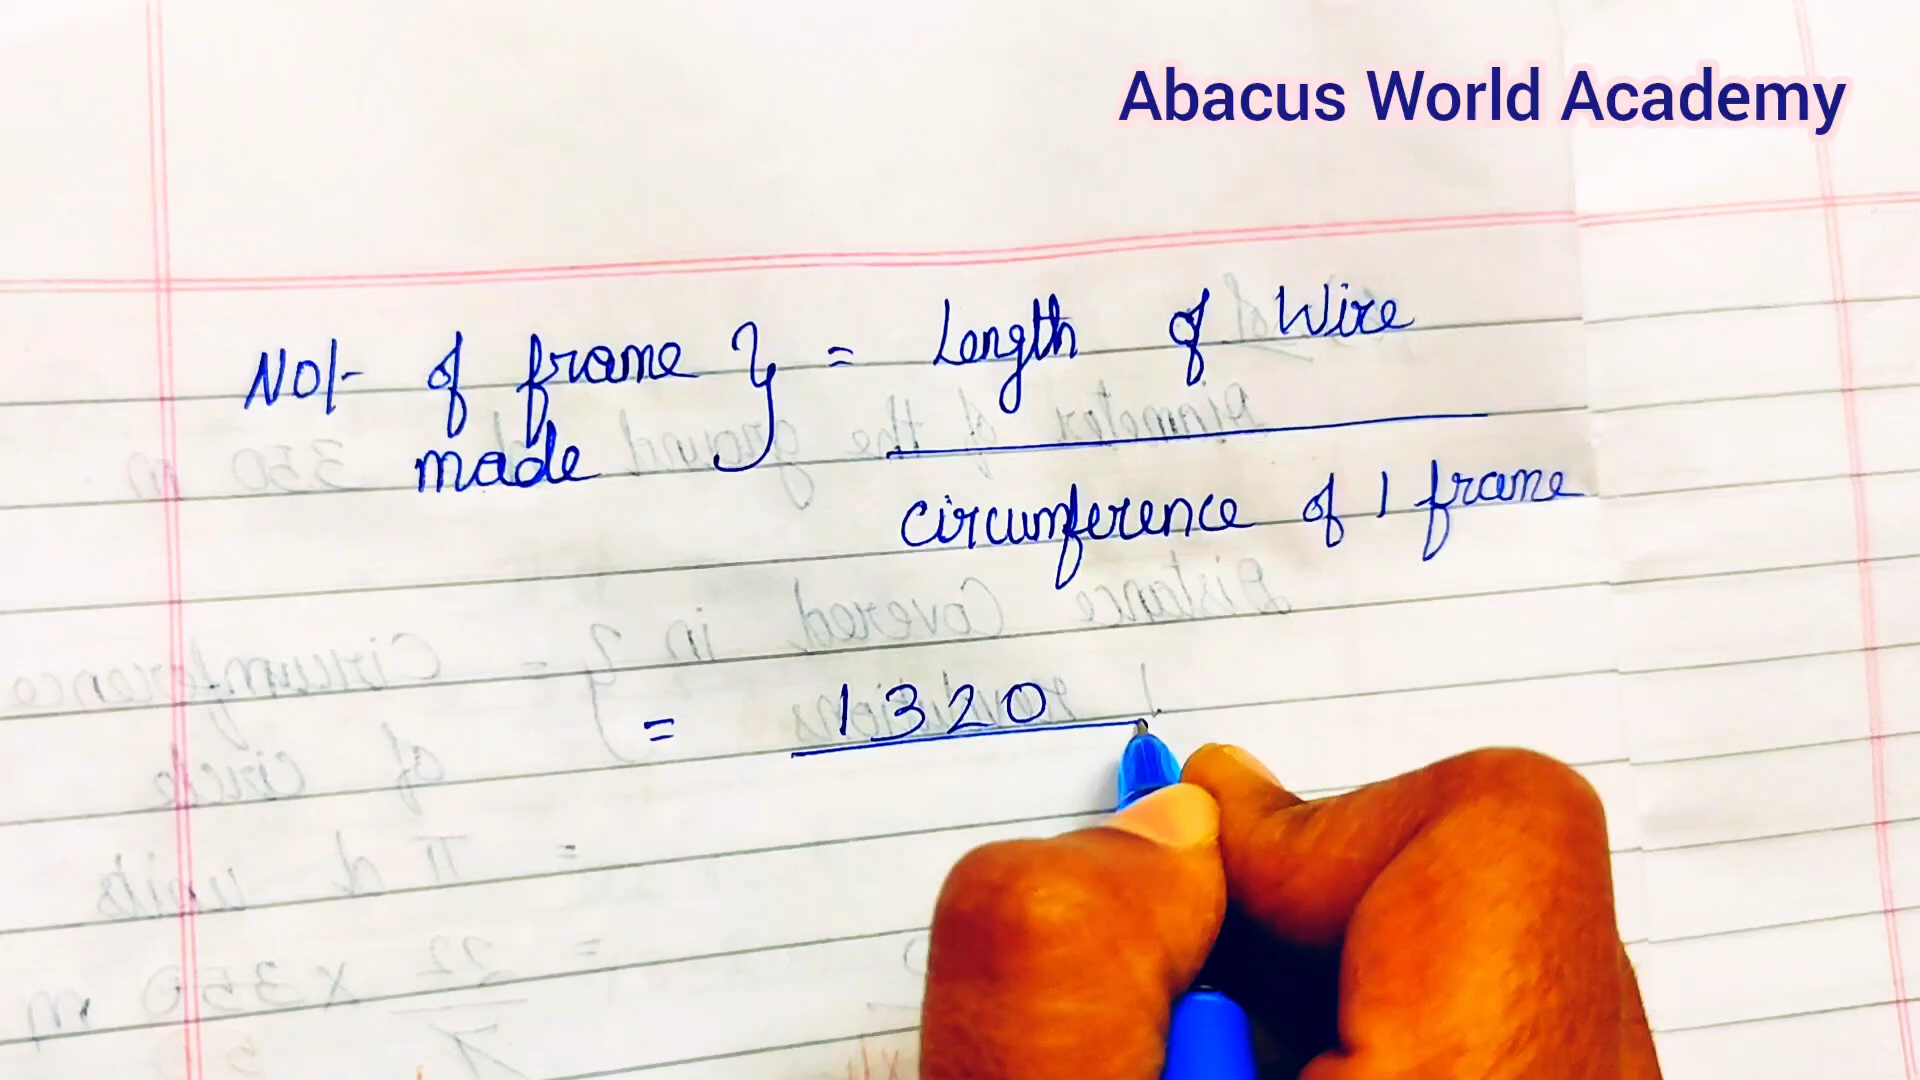 Abacus World Academy
No/- of frame } = Length of Wire
made
circumference of 1 frame
= 1320